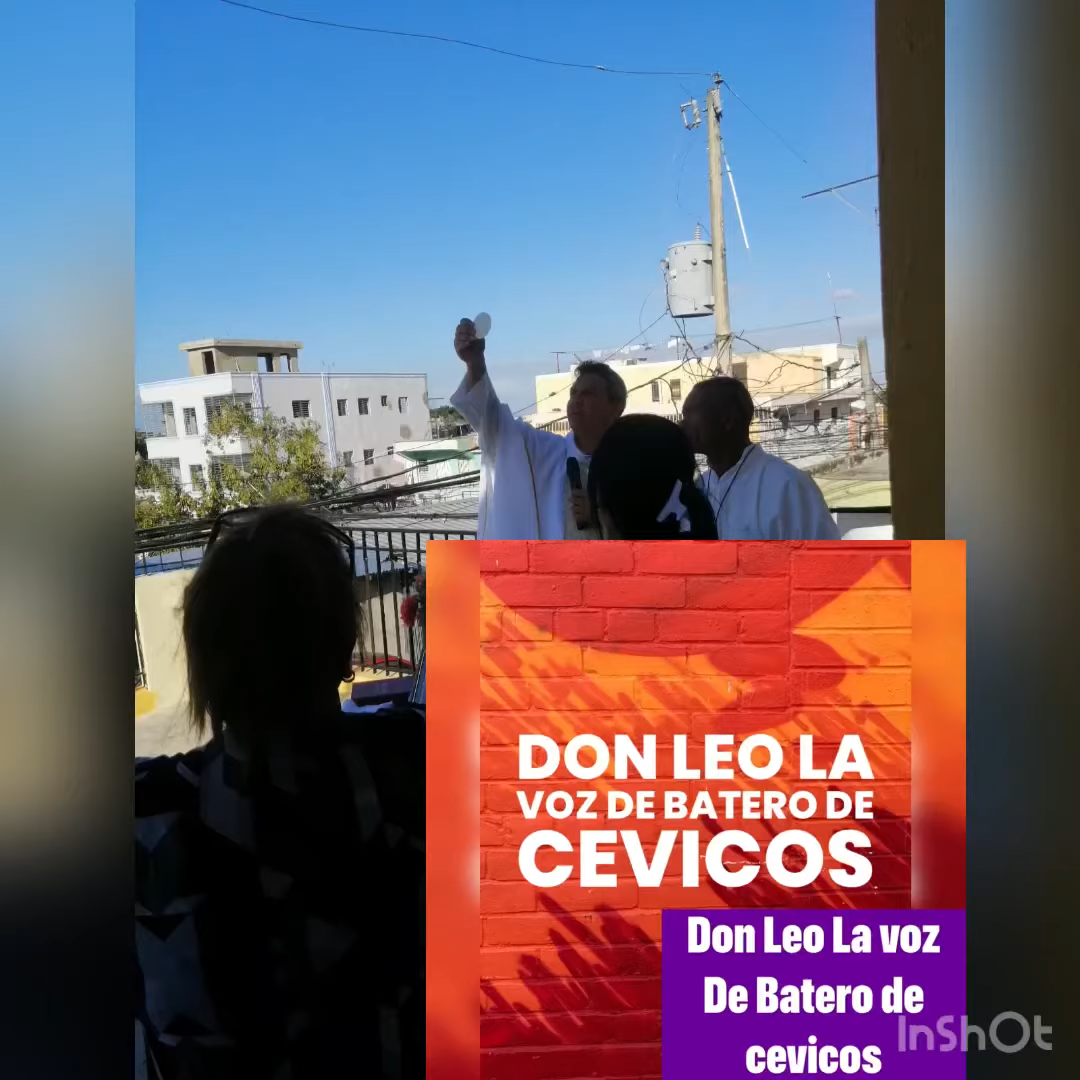 DON LEO LA
VOZ DE BATERO DE
CEVICOS
Don Leo La voz
De Batero de
cevicos
InShOt